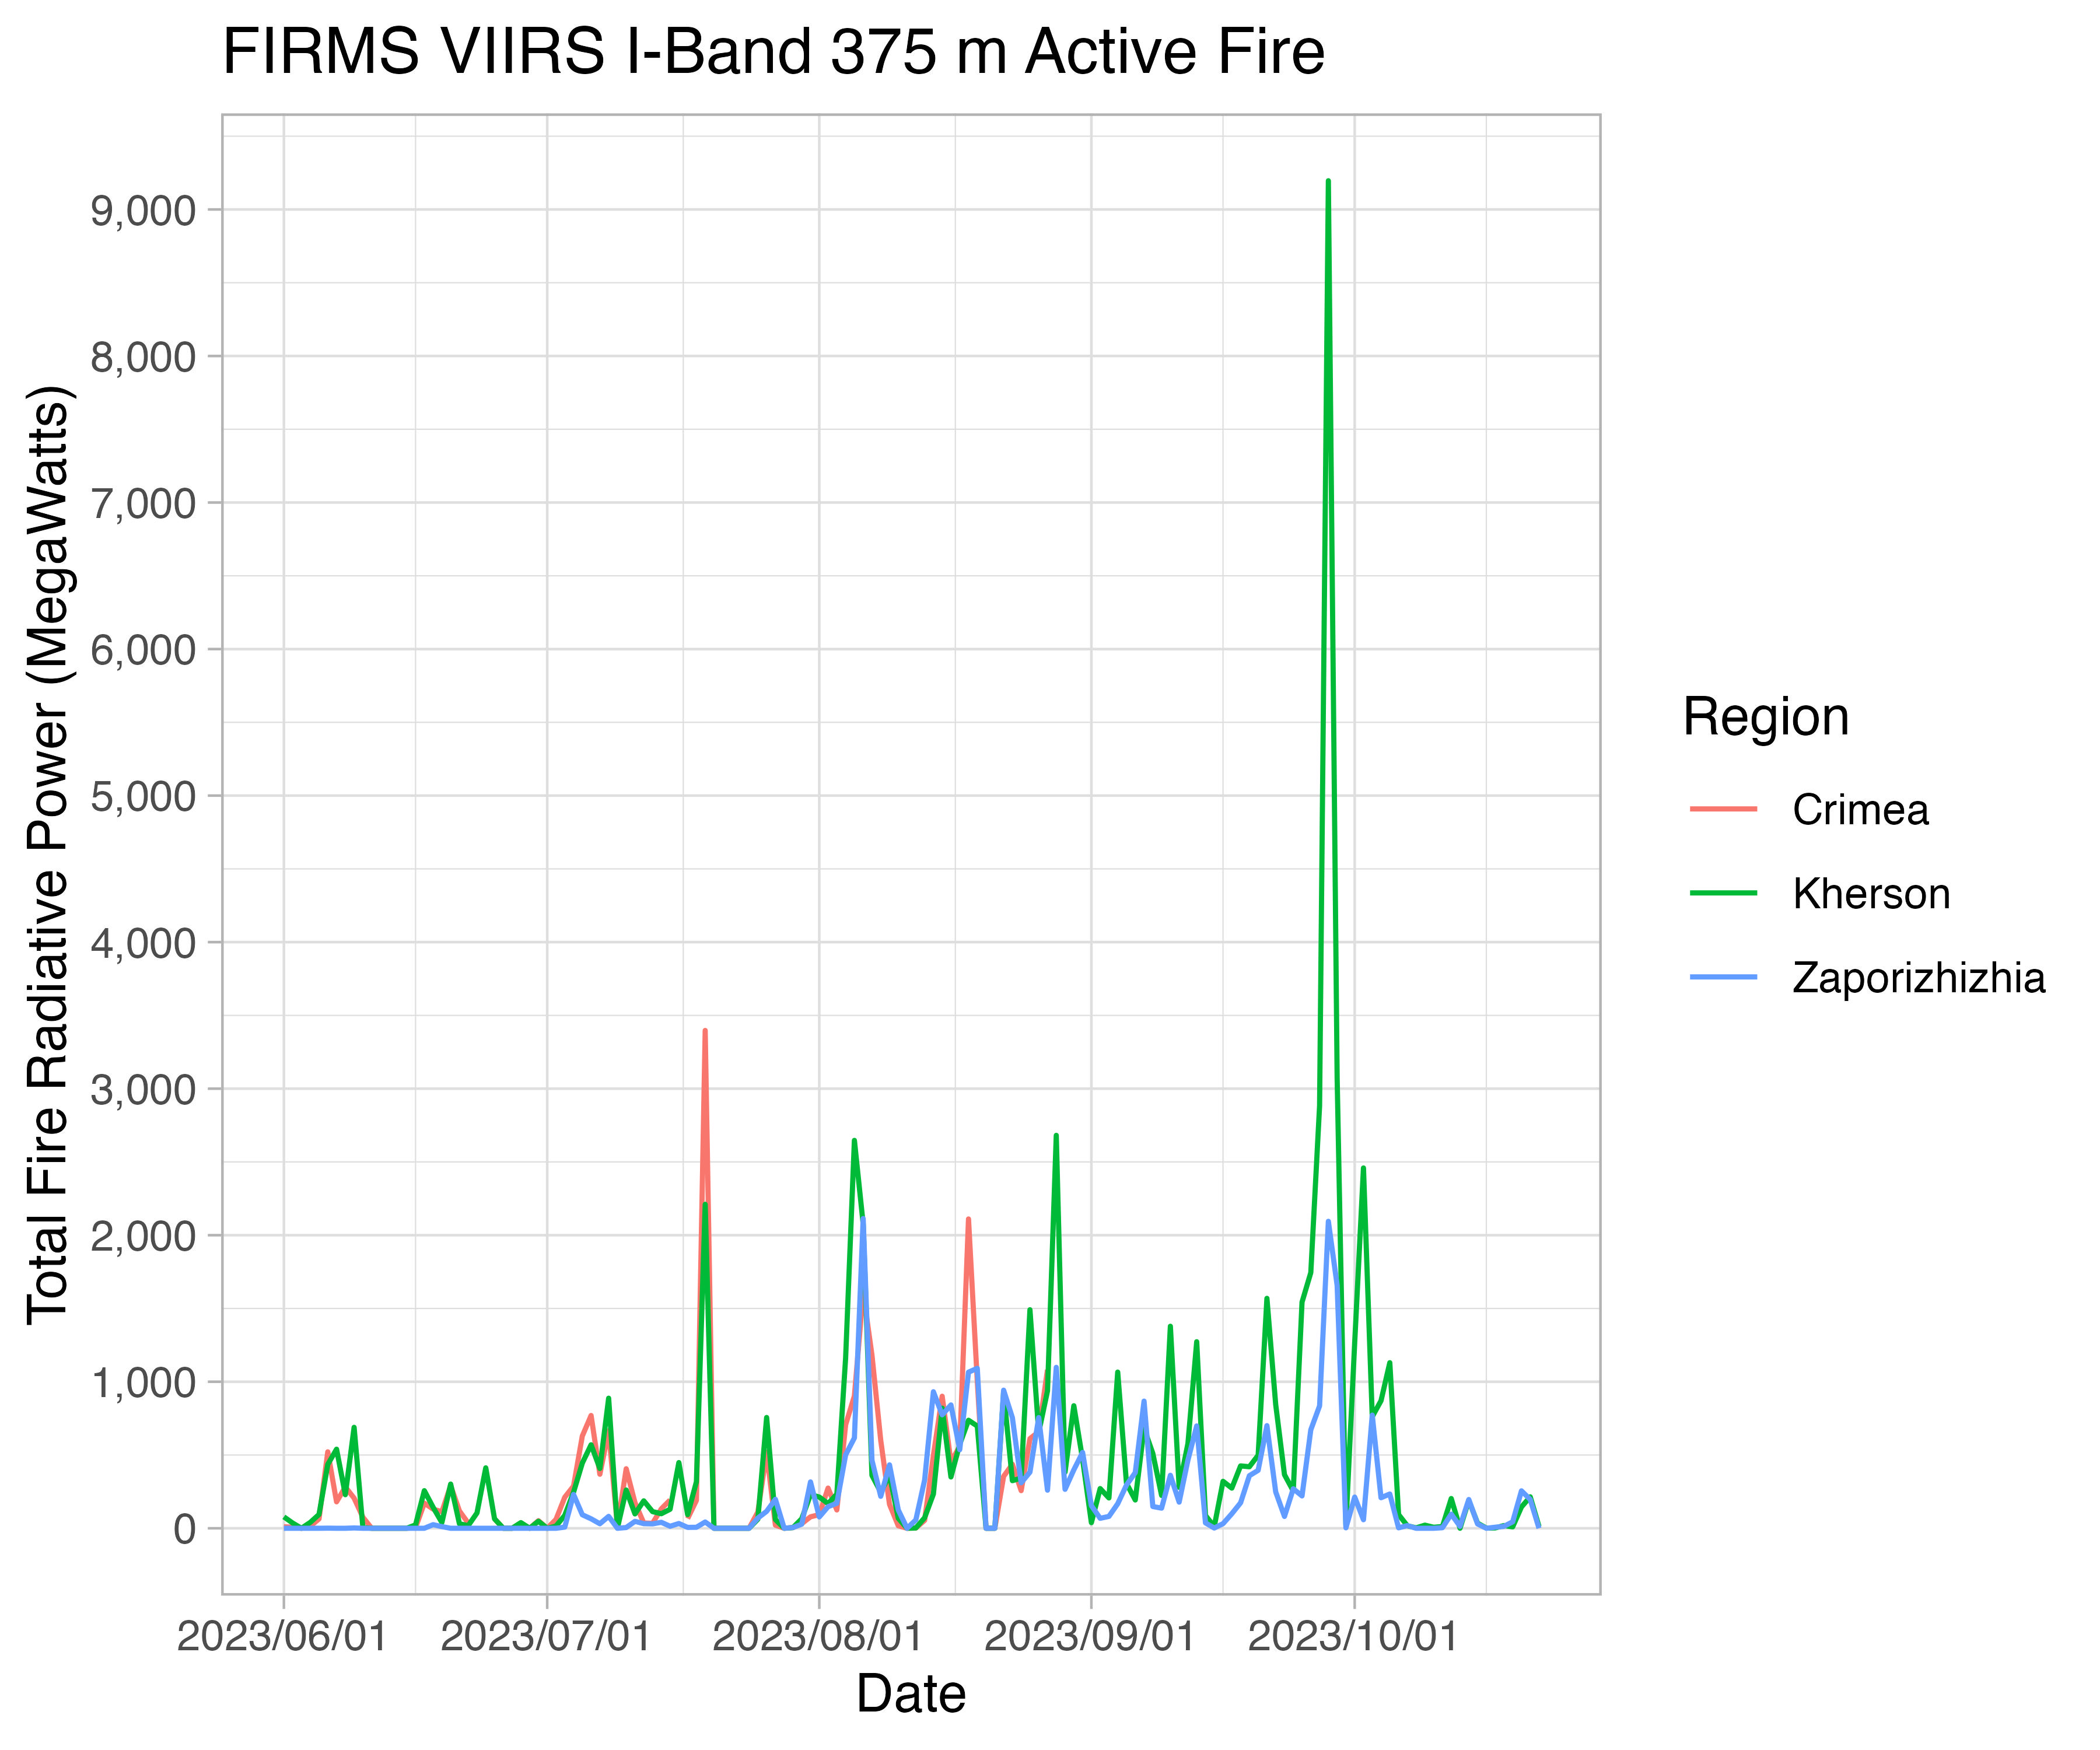 FIRMS VIIRS I-Band 375 m Active Fire
Total Fire Radiative Power (MegaWatts)
9,000
8,000
7,000
6,000
5,000
4,000
3,000
2,000
1,000
0
2023/06/01
2023/07/01
2023/08/01
2023/09/01
2023/10/01
Date
Region
Crimea
Kherson
Zaporizhizhia